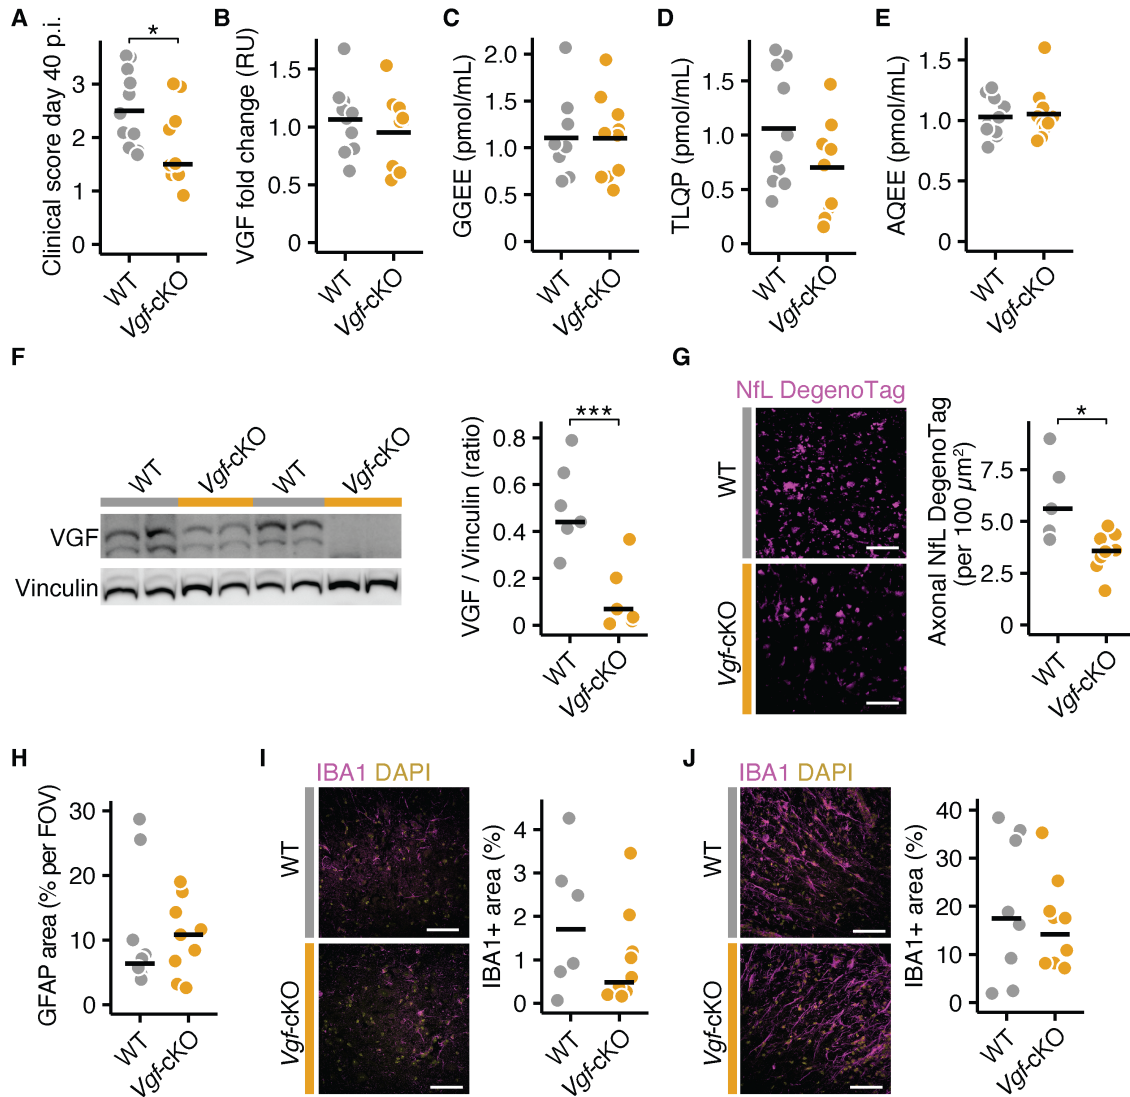 A
Clinical score day 40 p.i.
3
2
1
0
*
WT
Vgf-cKO
B
VGF fold change (RU)
1.5
1.0
0.5
0
WT
Vgf-cKO
C
GGEE (pmol/mL)
2.0
1.5
1.0
0.5
0
WT
Vgf-cKO
D
TLQP (pmol/mL)
1.5
1.0
0.5
0
WT
Vgf-cKO
E
AQEE (pmol/mL)
1.5
1.0
0.5
0
WT
Vgf-cKO
F
WT
Vgf-cKO
WT
Vgf-cKO
VGF
Vinculin
VGF / Vinculin (ratio)
0.8
0.6
0.4
0.2
0
***
WT
Vgf-cKO
G
NfL DegenoTag
WT
Vgf-cKO
Axonal NfL DegenoTag
(per 100 µm²)
7.5
5.0
2.5
0
*
WT
Vgf-cKO
H
GFAP area (% per FOV)
30
20
10
0
WT
Vgf-cKO
I
IBA1 DAPI
WT
Vgf-cKO
IBA1+ area (%)
4
3
2
1
0
WT
Vgf-cKO
J
IBA1 DAPI
WT
Vgf-cKO
IBA1+ area (%)
40
30
20
10
0
WT
Vgf-cKO